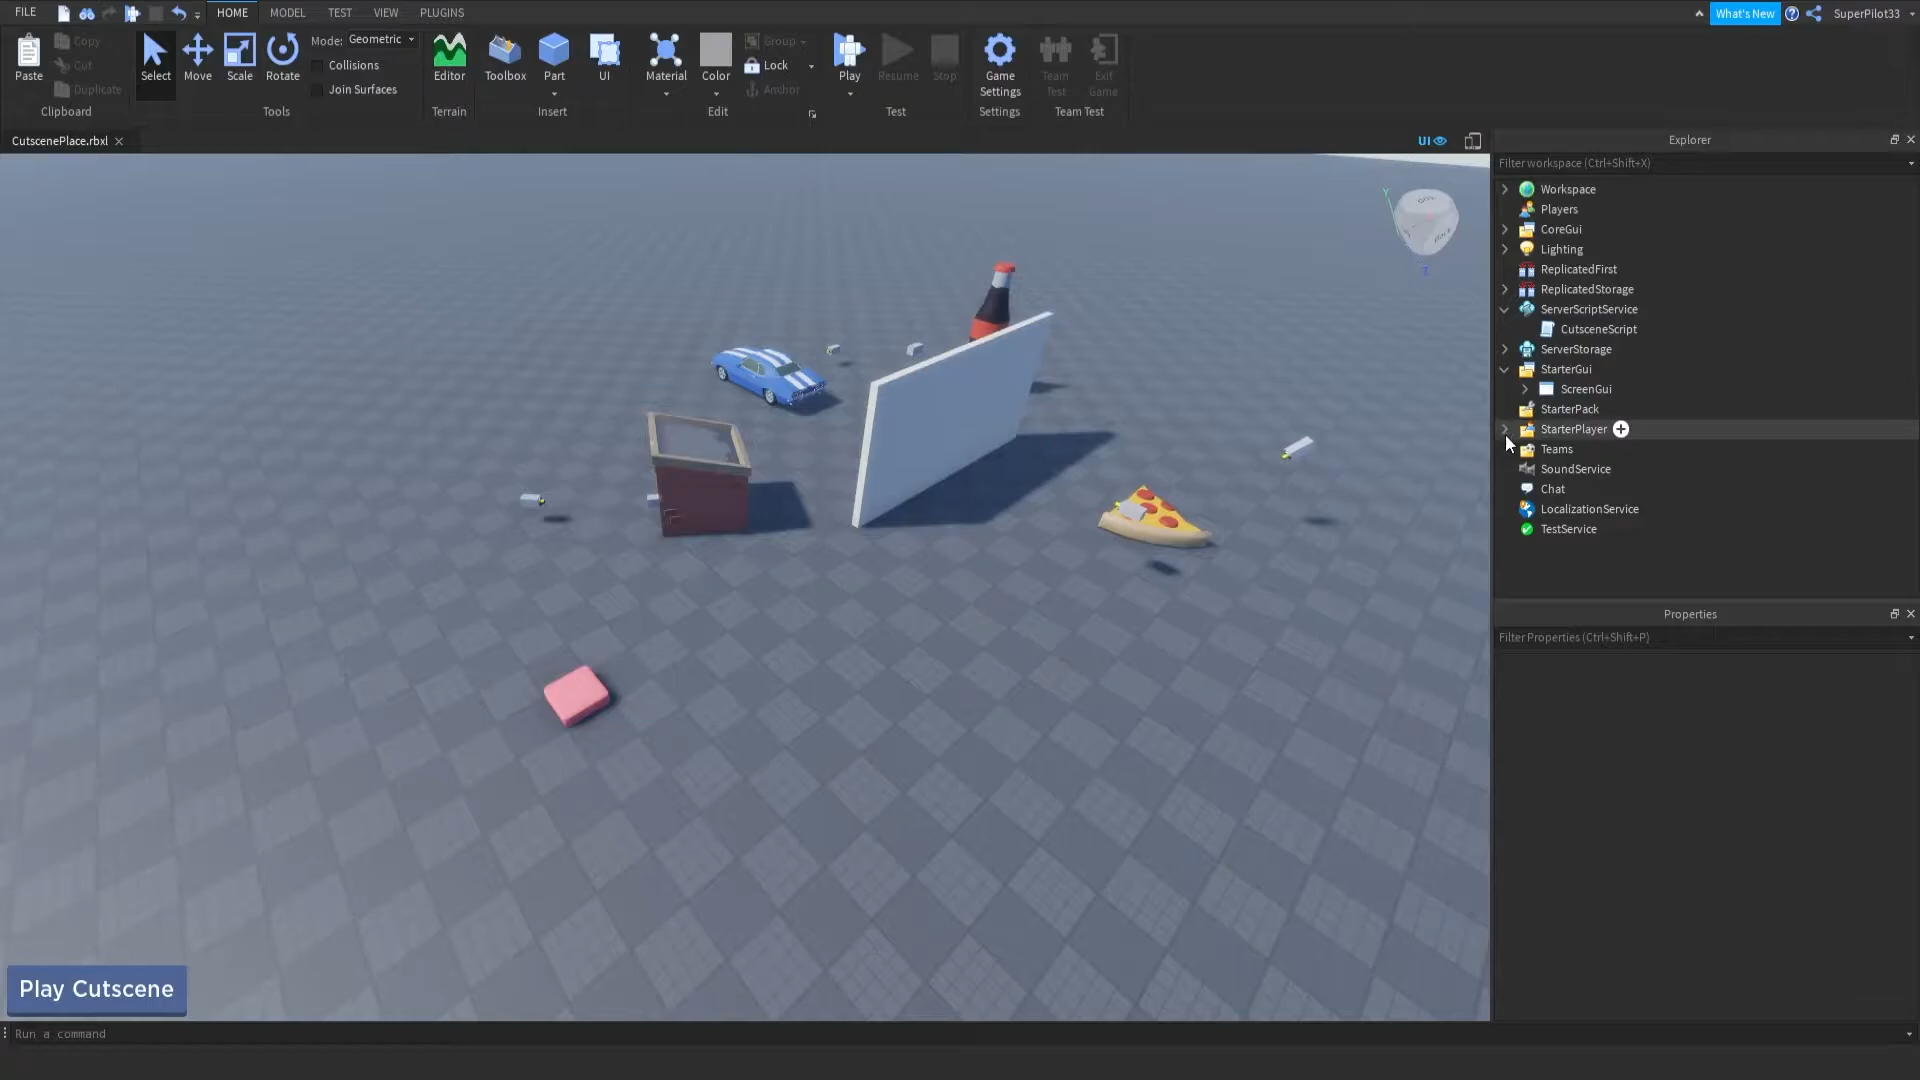 FILE
HOME
MODEL
TEST
VIEW
PLUGINS
What's New
SuperPilot33
Paste
Copy
Cut
Duplicate
Clipboard
Select
Move
Scale
Rotate
Mode: Geometric
Collisions
Join Surfaces
Tools
Editor
Terrain
Toolbox
Part
UI
Insert
Material
Color
Group
Lock
Anchor
Edit
Play
Resume
Stop
Test
Game
Settings
Settings
Team
Test
Exit
Game
Team Test
CutscenePlace.rbxl
UI
Y
Back
Z
Play Cutscene
Run a command
Explorer
Filter workspace (Ctrl+Shift+X)
Workspace
Players
CoreGui
Lighting
ReplicatedFirst
ReplicatedStorage
ServerScriptService
CutsceneScript
ServerStorage
StarterGui
ScreenGui
StarterPack
StarterPlayer
Teams
SoundService
Chat
LocalizationService
TestService
Properties
Filter Properties (Ctrl+Shift+P)